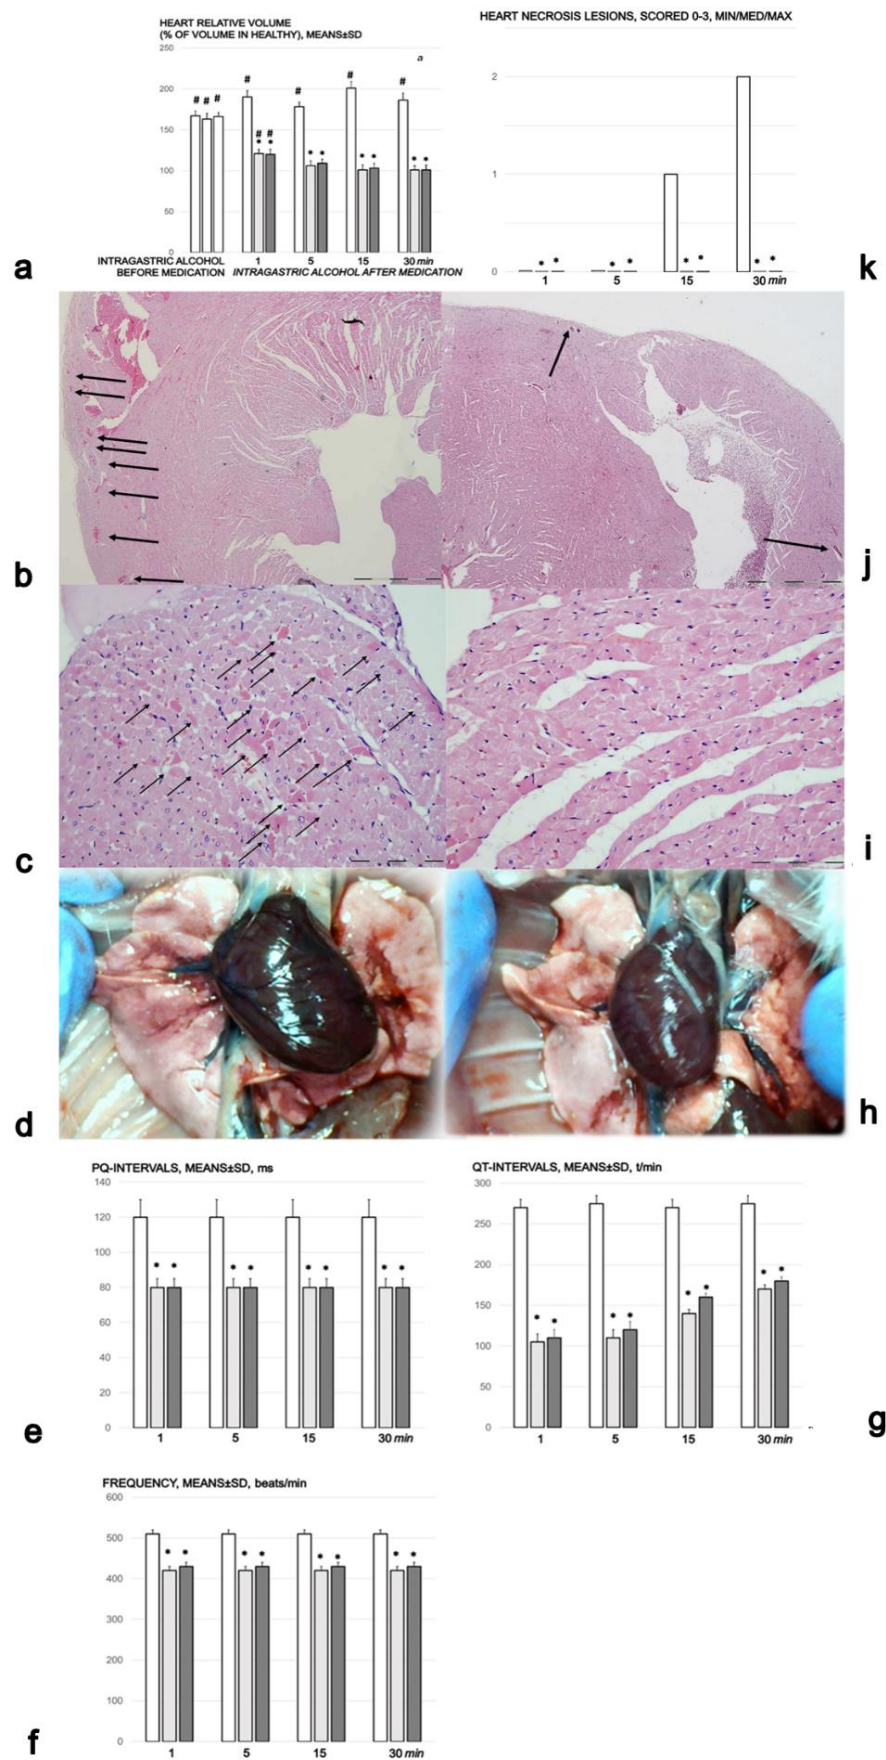 HEART RELATIVE VOLUME
(% OF VOLUME IN HEALTHY), MEANS±SD
250
a
200
# # #
#
#
#
#
150
# #
* *
* *
* *
* *
100
50
0
INTRAGASTRIC ALCOHOL
BEFORE MEDICATION
1 5 15 30 min
INTRAGASTRIC ALCOHOL AFTER MEDICATION
a
HEART NECROSIS LESIONS, SCORED 0-3, MIN/MED/MAX
2
1
0
* * * * * * * *
1 5 15 30 min
k
b
j
c
i
d
h
PQ-INTERVALS, MEANS±SD, ms
140
120
100
80
60
40
20
0
* * * * * * * *
1 5 15 30 min
e
QT-INTERVALS, MEANS±SD, t/min
300
250
200
150
100
50
0
* * * * * * * *
1 5 15 30 min
g
FREQUENCY, MEANS±SD, beats/min
600
500
400
300
200
100
0
* * * * * * * *
1 5 15 30 min
f